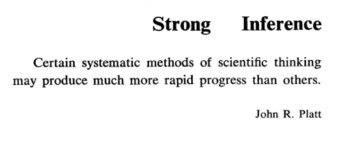 Strong Inference
Certain systematic methods of scientific thinking
may produce much more rapid progress than others.
John R. Platt